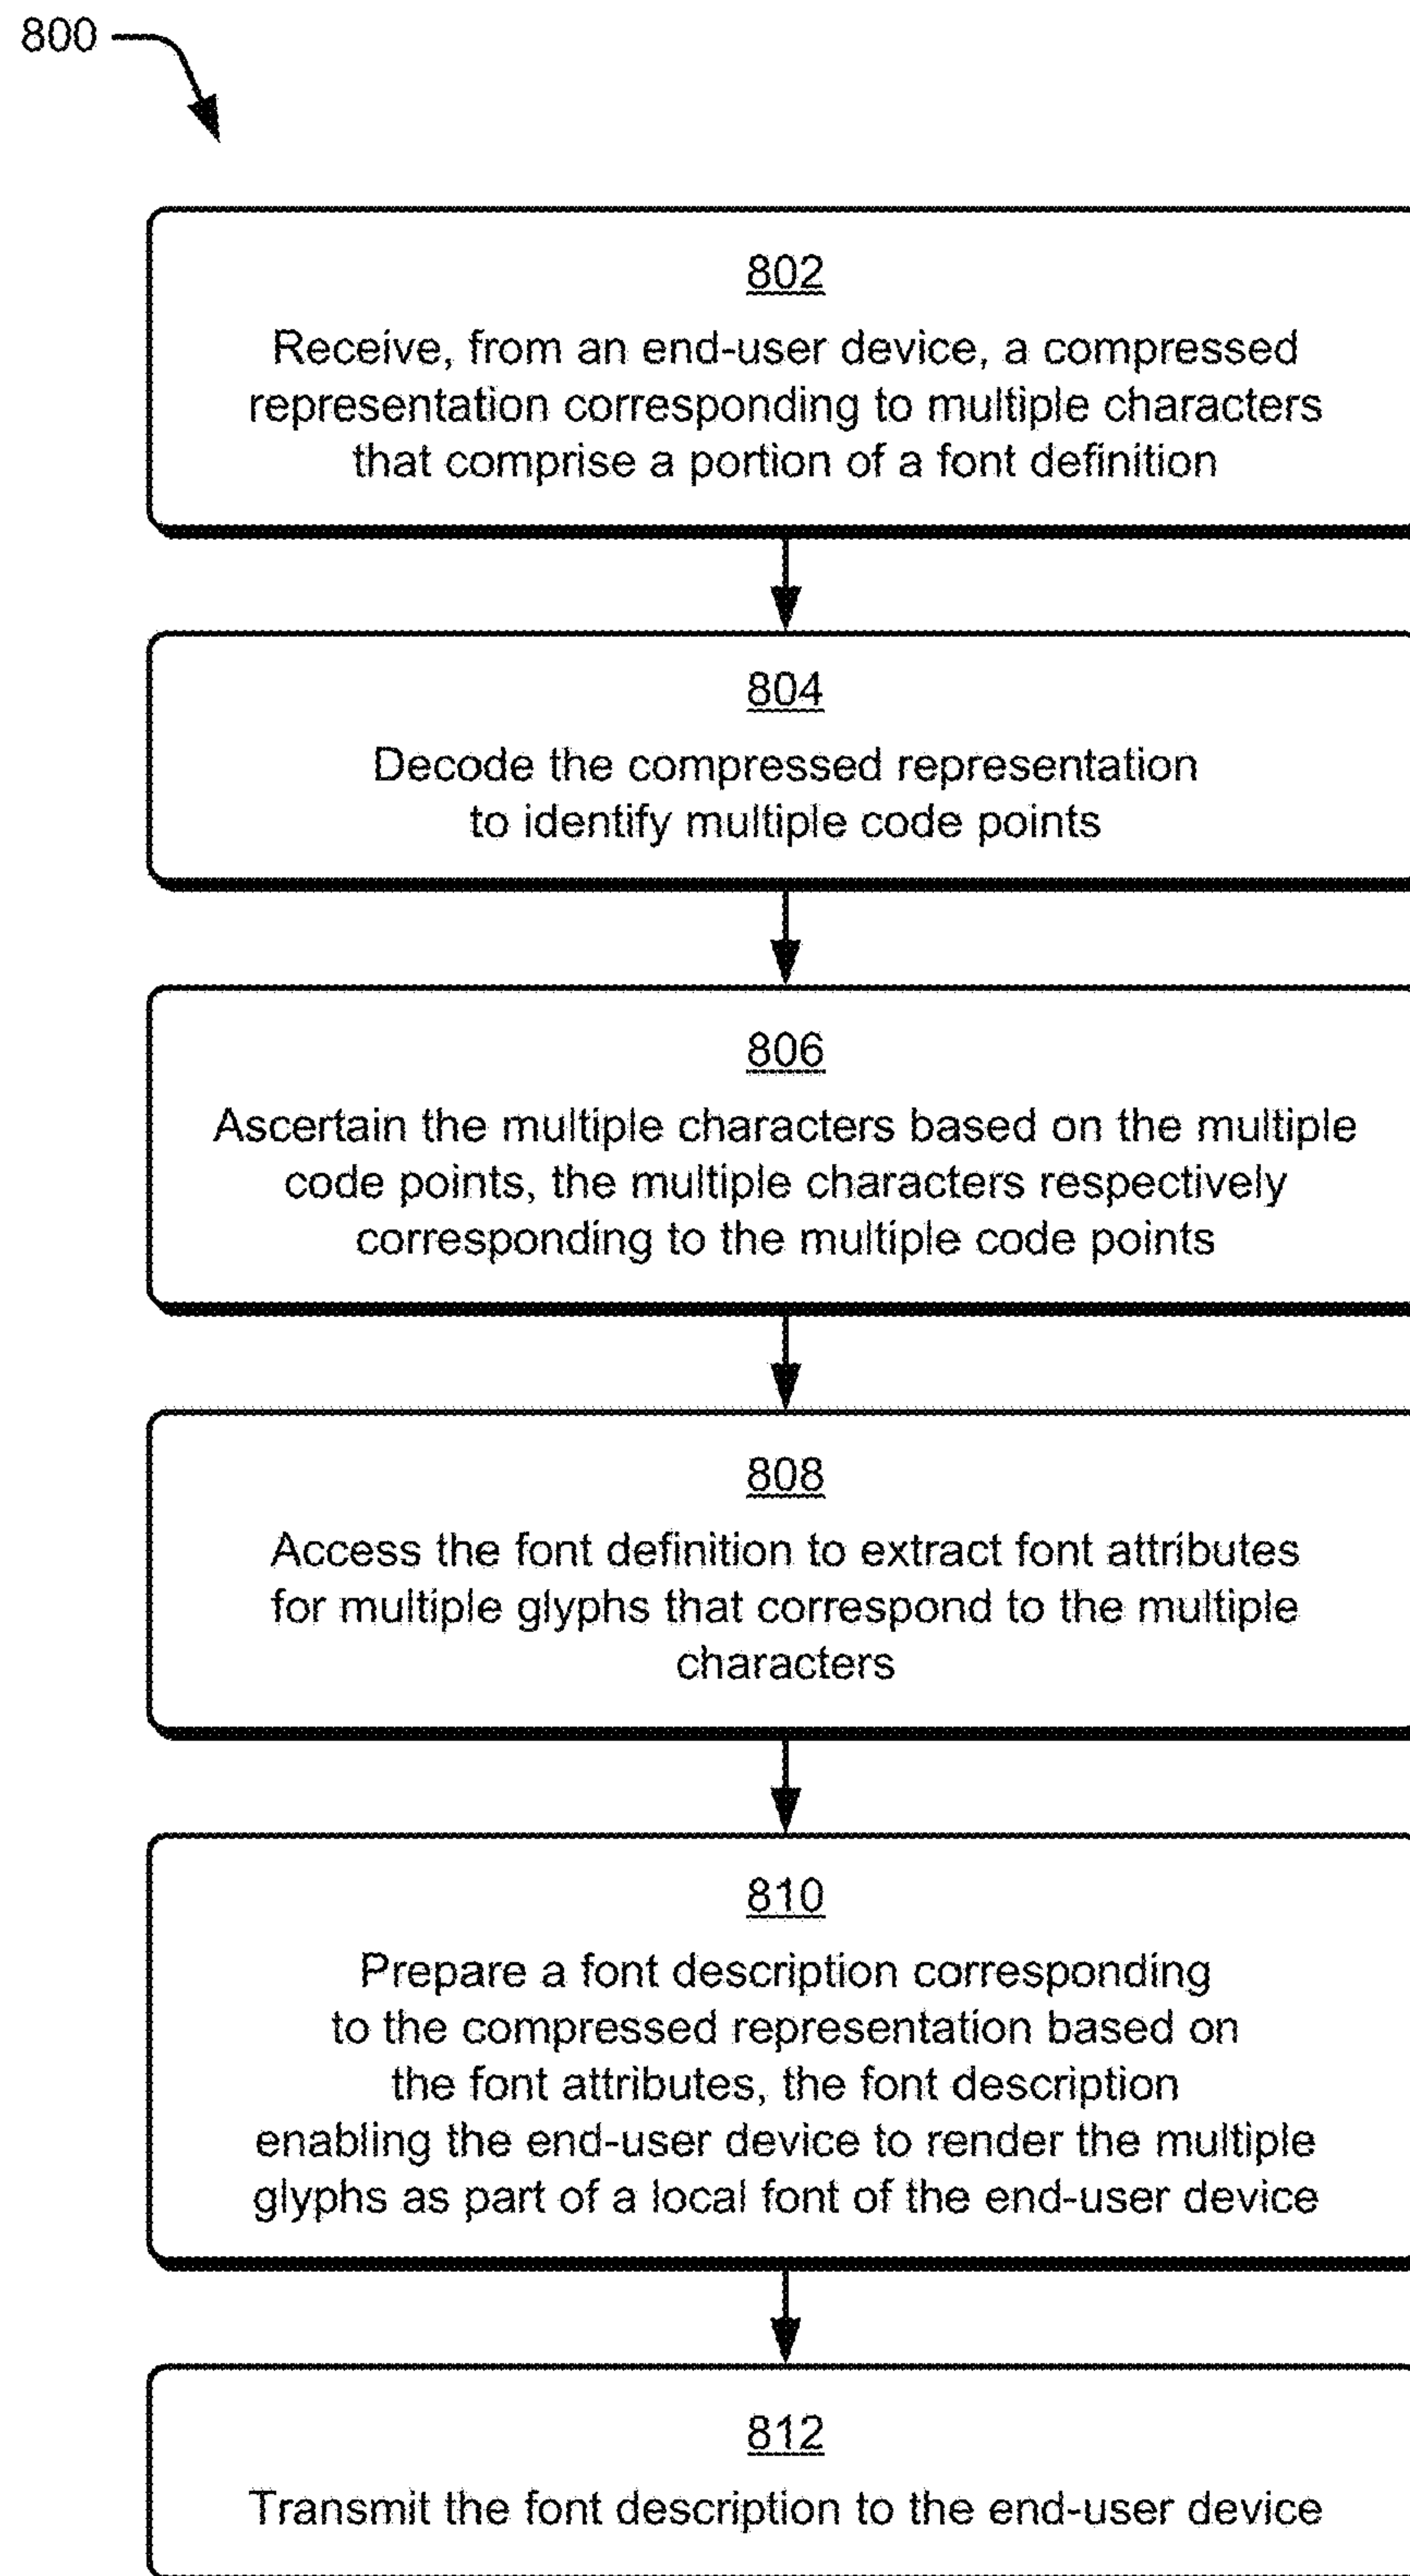 800
802
Receive, from an end-user device, a compressed
representation corresponding to multiple characters
that comprise a portion of a font definition
804
Decode the compressed representation
to identify multiple code points
806
Ascertain the multiple characters based on the multiple
code points, the multiple characters respectively
corresponding to the multiple code points
808
Access the font definition to extract font attributes
for multiple glyphs that correspond to the multiple
characters
810
Prepare a font description corresponding
to the compressed representation based on
the font attributes, the font description
enabling the end-user device to render the multiple
glyphs as part of a local font of the end-user device
812
Transmit the font description to the end-user device